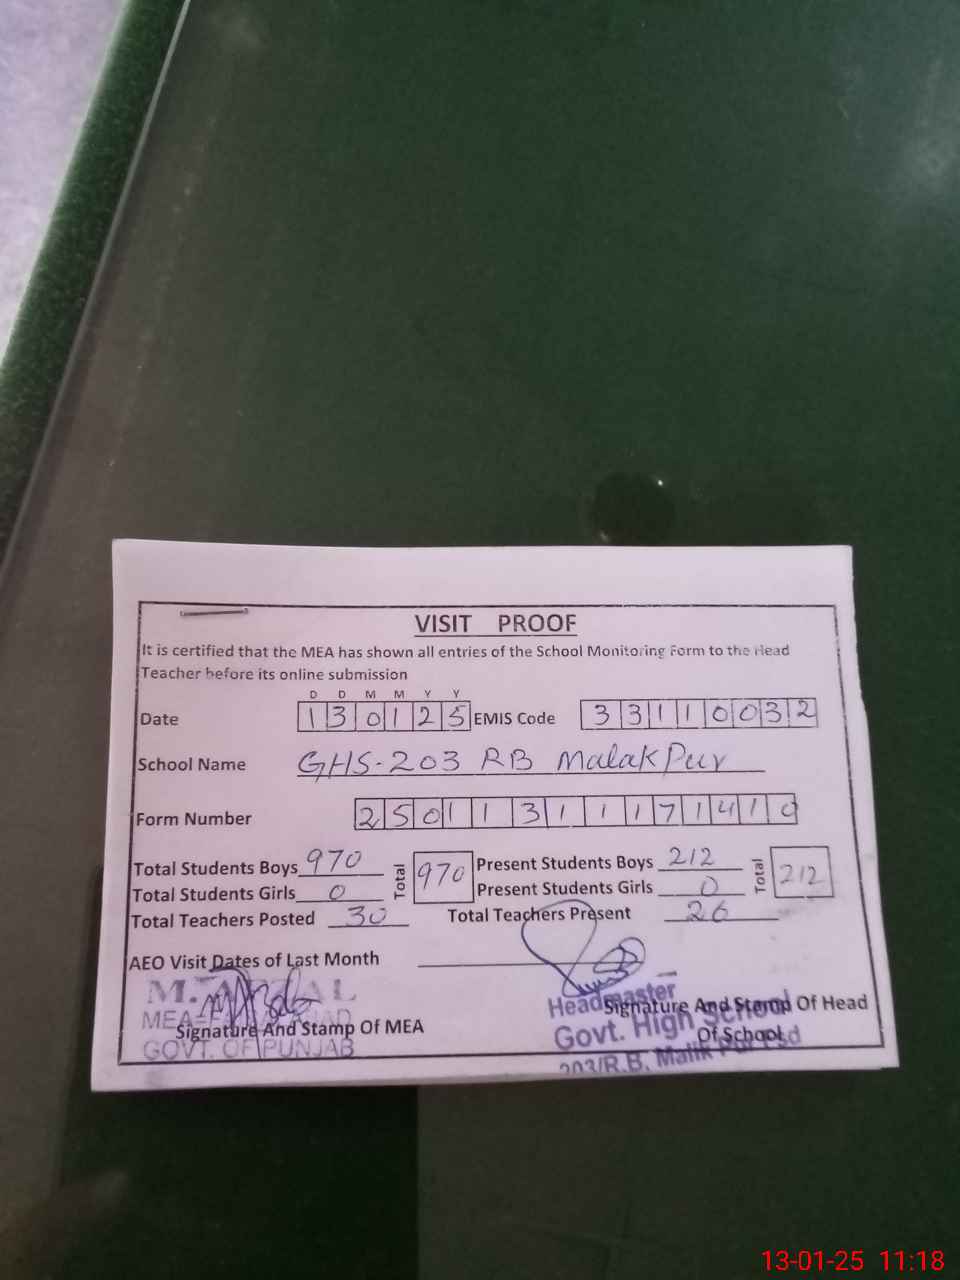 VISIT PROOF
It is certified that the MEA has shown all entries of the School Monitoring Form to the Head
Teacher before its online submission
D D M M Y Y
Date 1 3 0 1 2 5 EMIS Code 3 3 1 1 0 0 3 2
School Name GHS-203 RB Malak Pur
Form Number 2 5 0 1 1 3 1 1 1 7 1 4 1 0
Total Students Boys 970 Total 970 Present Students Boys 212 Total 212
Total Students Girls 0 Present Students Girls 0
Total Teachers Posted 30 Total Teachers Present 26
AEO Visit Dates of Last Month
Signature And Stamp Of MEA
GOVT. OF PUNJAB
Headmaster Signature And Stamp Of Head
Govt. High School Of School
203/R.B. Malik Pur Fsd
13-01-25 11:18